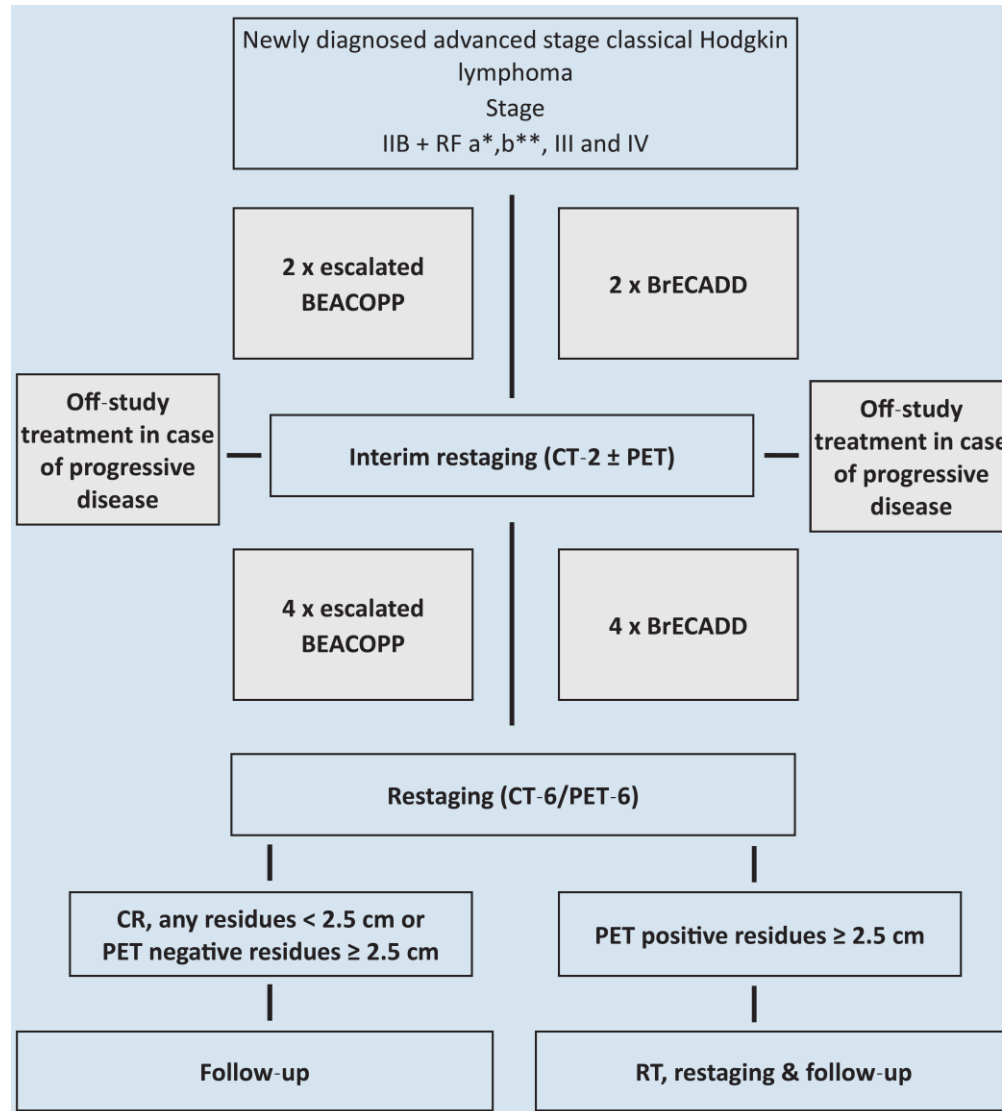 Newly diagnosed advanced stage classical Hodgkin
lymphoma
Stage
IIB + RF a*,b**, III and IV
2 x escalated
BEACOPP
2 x BrECADD
Off-study
treatment in case
of progressive
disease
Interim restaging (CT-2 ± PET)
Off-study
treatment in case
of progressive
disease
4 x escalated
BEACOPP
4 x BrECADD
Restaging (CT-6/PET-6)
CR, any residues < 2.5 cm or
PET negative residues ≥ 2.5 cm
PET positive residues ≥ 2.5 cm
Follow-up
RT, restaging & follow-up